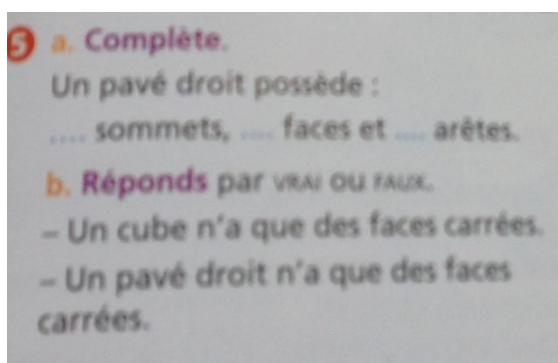 5 a. Complète.
Un pavé droit possède :
.... sommets, .... faces et .... arêtes.
b. Réponds par VRAI OU FAUX.
– Un cube n'a que des faces carrées.
– Un pavé droit n'a que des faces
carrées.